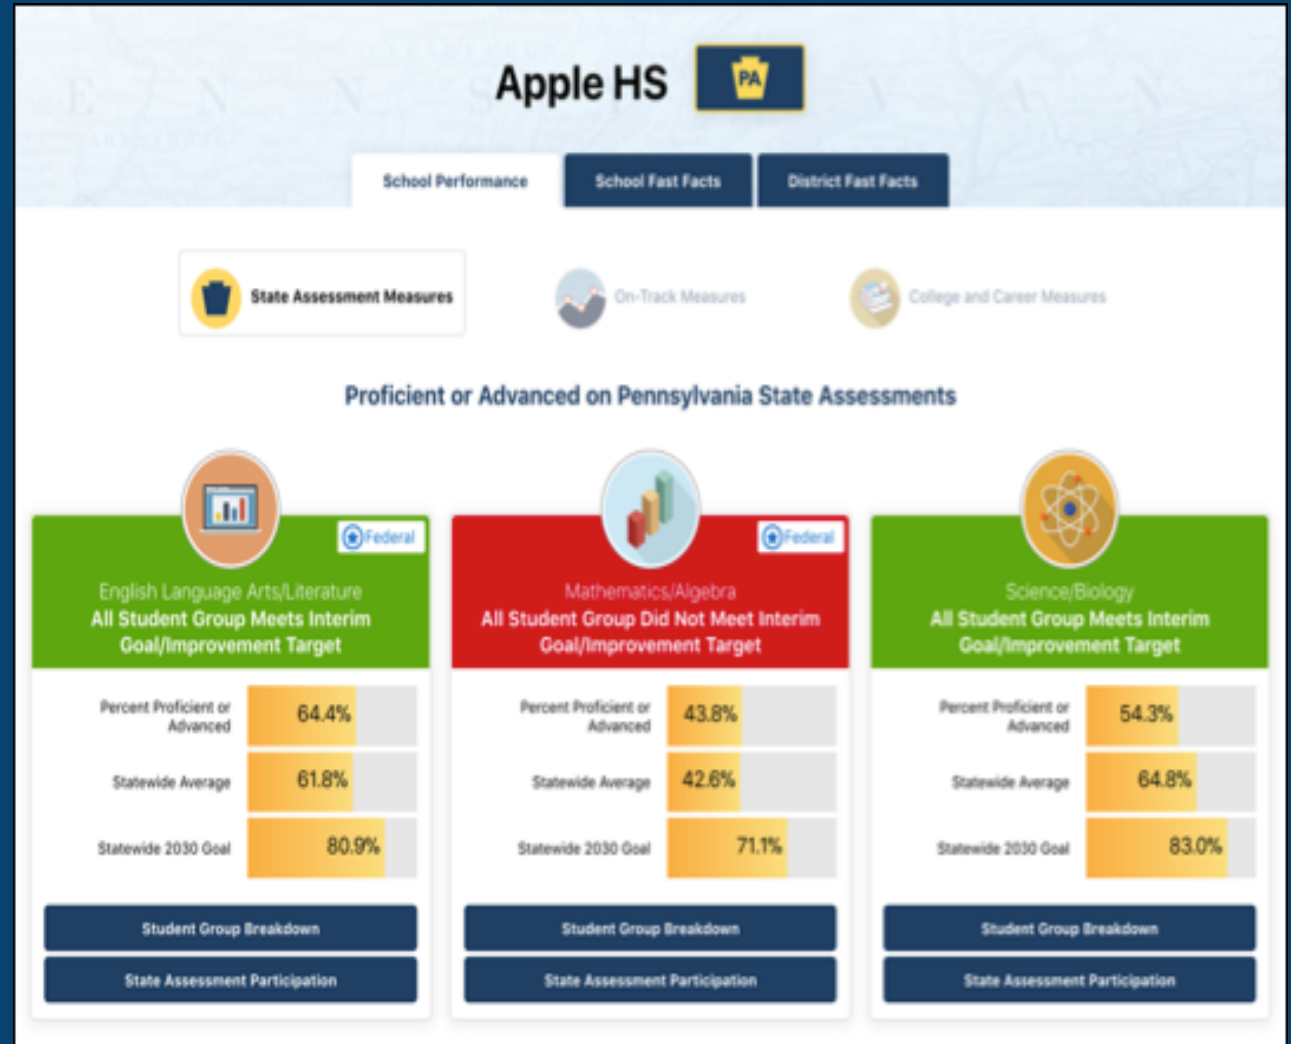 Apple HS
PA
School Performance
School Fast Facts
District Fast Facts
State Assessment Measures
On-Track Measures
College and Career Measures
Proficient or Advanced on Pennsylvania State Assessments
Federal
English Language Arts/Literature
All Student Group Meets Interim
Goal/Improvement Target
Percent Proficient or
Advanced
64.4%
Statewide Average
61.8%
Statewide 2030 Goal
80.9%
Student Group Breakdown
State Assessment Participation
Federal
Mathematics/Algebra
All Student Group Did Not Meet Interim
Goal/Improvement Target
Percent Proficient or
Advanced
43.8%
Statewide Average
42.6%
Statewide 2030 Goal
71.1%
Student Group Breakdown
State Assessment Participation
Science/Biology
All Student Group Meets Interim
Goal/Improvement Target
Percent Proficient or
Advanced
54.3%
Statewide Average
64.8%
Statewide 2030 Goal
83.0%
Student Group Breakdown
State Assessment Participation